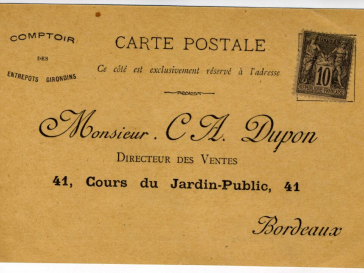 COMPTOIR
DES
ENTREPOTS GIRONDINS
CARTE POSTALE
Ce côté est exclusivement réservé à l'adresse
Monsieur. C A. Dupon
DIRECTEUR DES VENTES
41, Cours du Jardin-Public, 41
Bordeaux
10